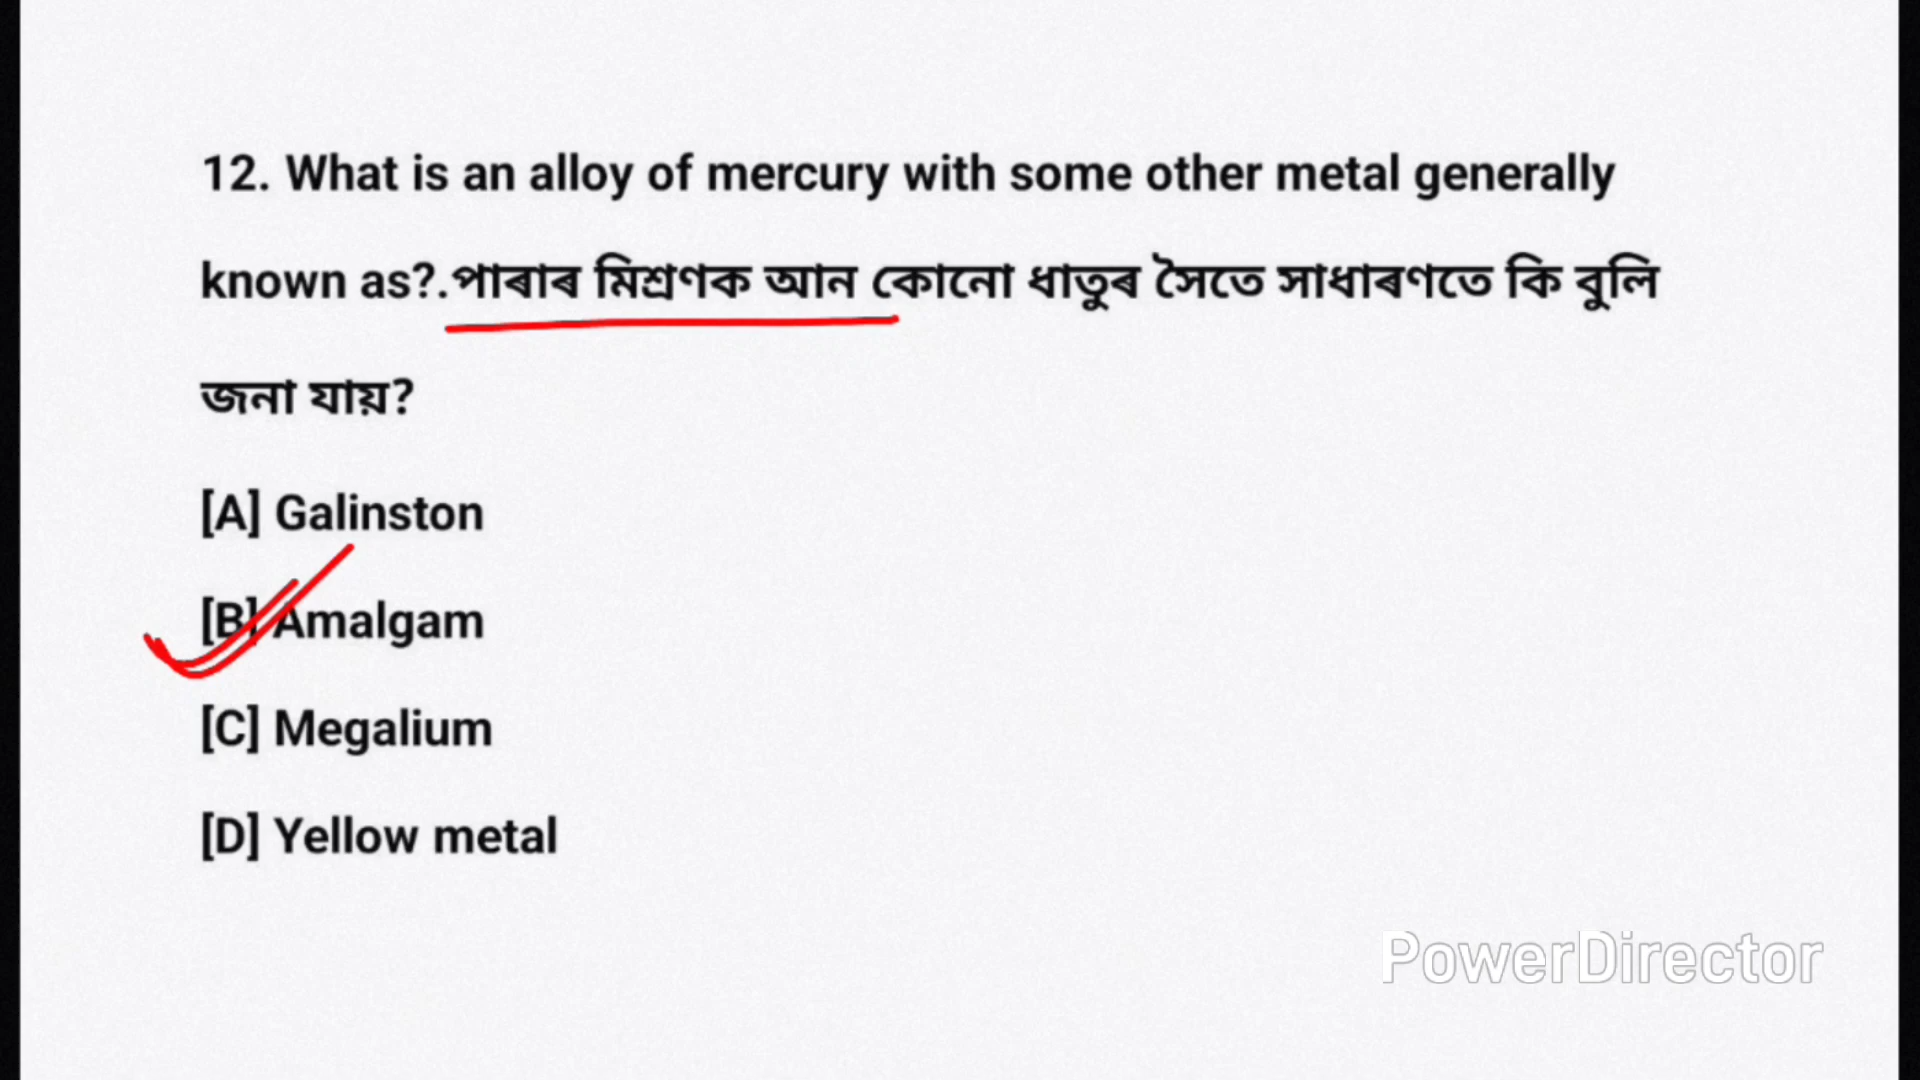 12. What is an alloy of mercury with some other metal generally
known as?.পাৰাৰ মিশ্ৰণক আন কোনো ধাতুৰ সৈতে সাধাৰণতে কি বুলি
জনা যায়?
[A] Galinston
[B] Amalgam
[C] Megalium
[D] Yellow metal
PowerDirector